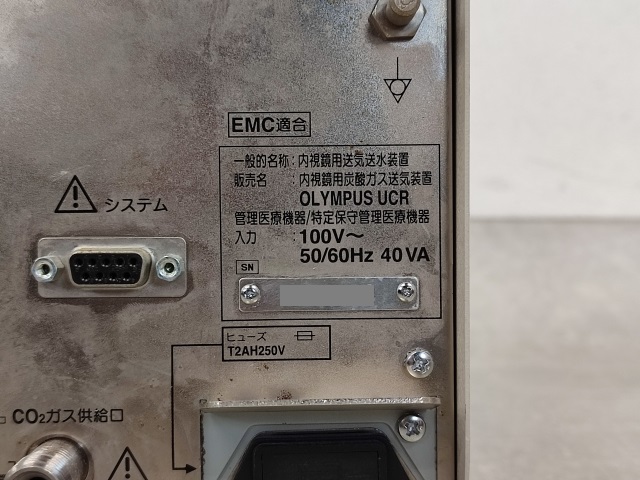 EMC適合
一般的名称：内視鏡用送気送水装置
販売名　：内視鏡用炭酸ガス送気装置
OLYMPUS UCR
管理医療機器/特定保守管理医療機器
入力　：100V～
50/60Hz 40VA
SN
システム
ヒューズ
T2AH250V
CO₂ガス供給口